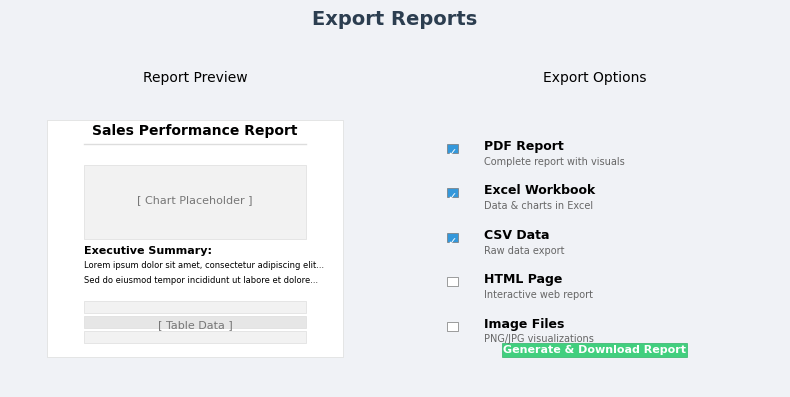 Export Reports
Report Preview
Sales Performance Report
[ Chart Placeholder ]
Executive Summary:
Lorem ipsum dolor sit amet, consectetur adipiscing elit...
Sed do eiusmod tempor incididunt ut labore et dolore...
[ Table Data ]
Export Options
✓ PDF Report
Complete report with visuals
✓ Excel Workbook
Data & charts in Excel
✓ CSV Data
Raw data export
HTML Page
Interactive web report
Image Files
PNG/JPG visualizations
Generate & Download Report